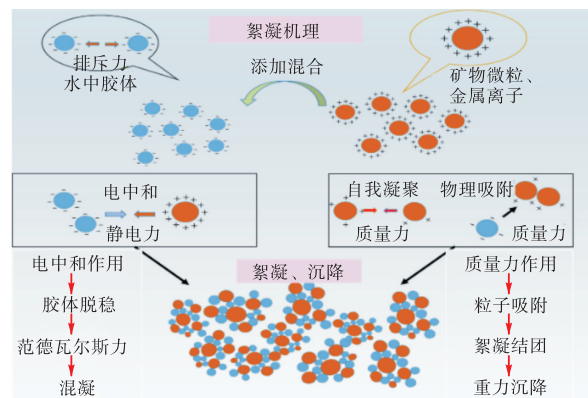 絮凝机理
排斥力
水中胶体
添加混合
矿物微粒、
金属离子
电中和
静电力
自我凝聚
物理吸附
质量力
质量力
电中和作用
胶体脱稳
范德瓦尔斯力
混凝
絮凝、沉降
质量力作用
粒子吸附
絮凝结团
重力沉降